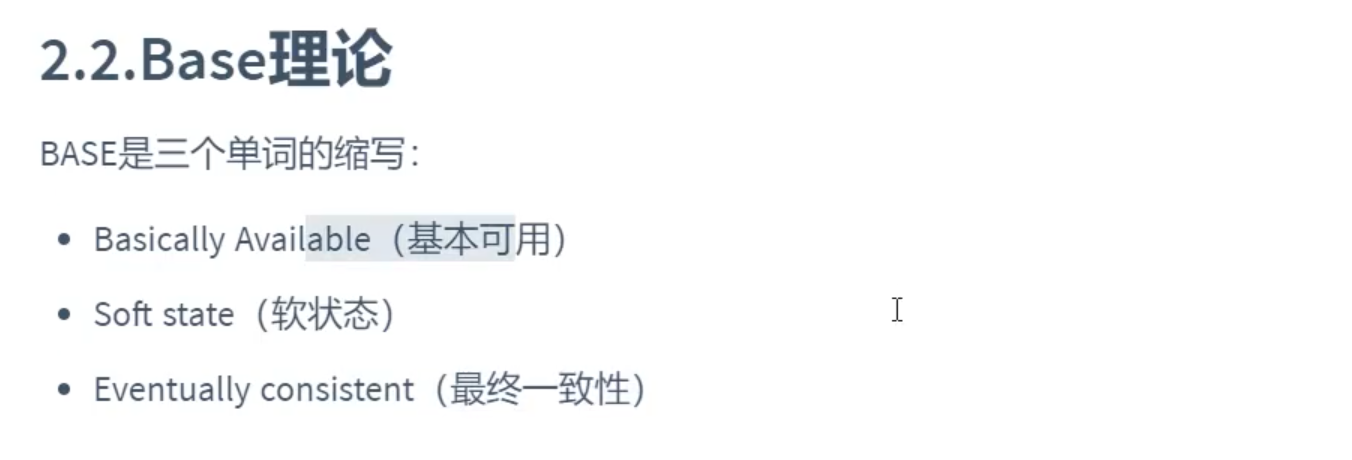 2.2.Base理论
BASE是三个单词的缩写：
• Basically Available（基本可用）
• Soft state（软状态）
• Eventually consistent（最终一致性）